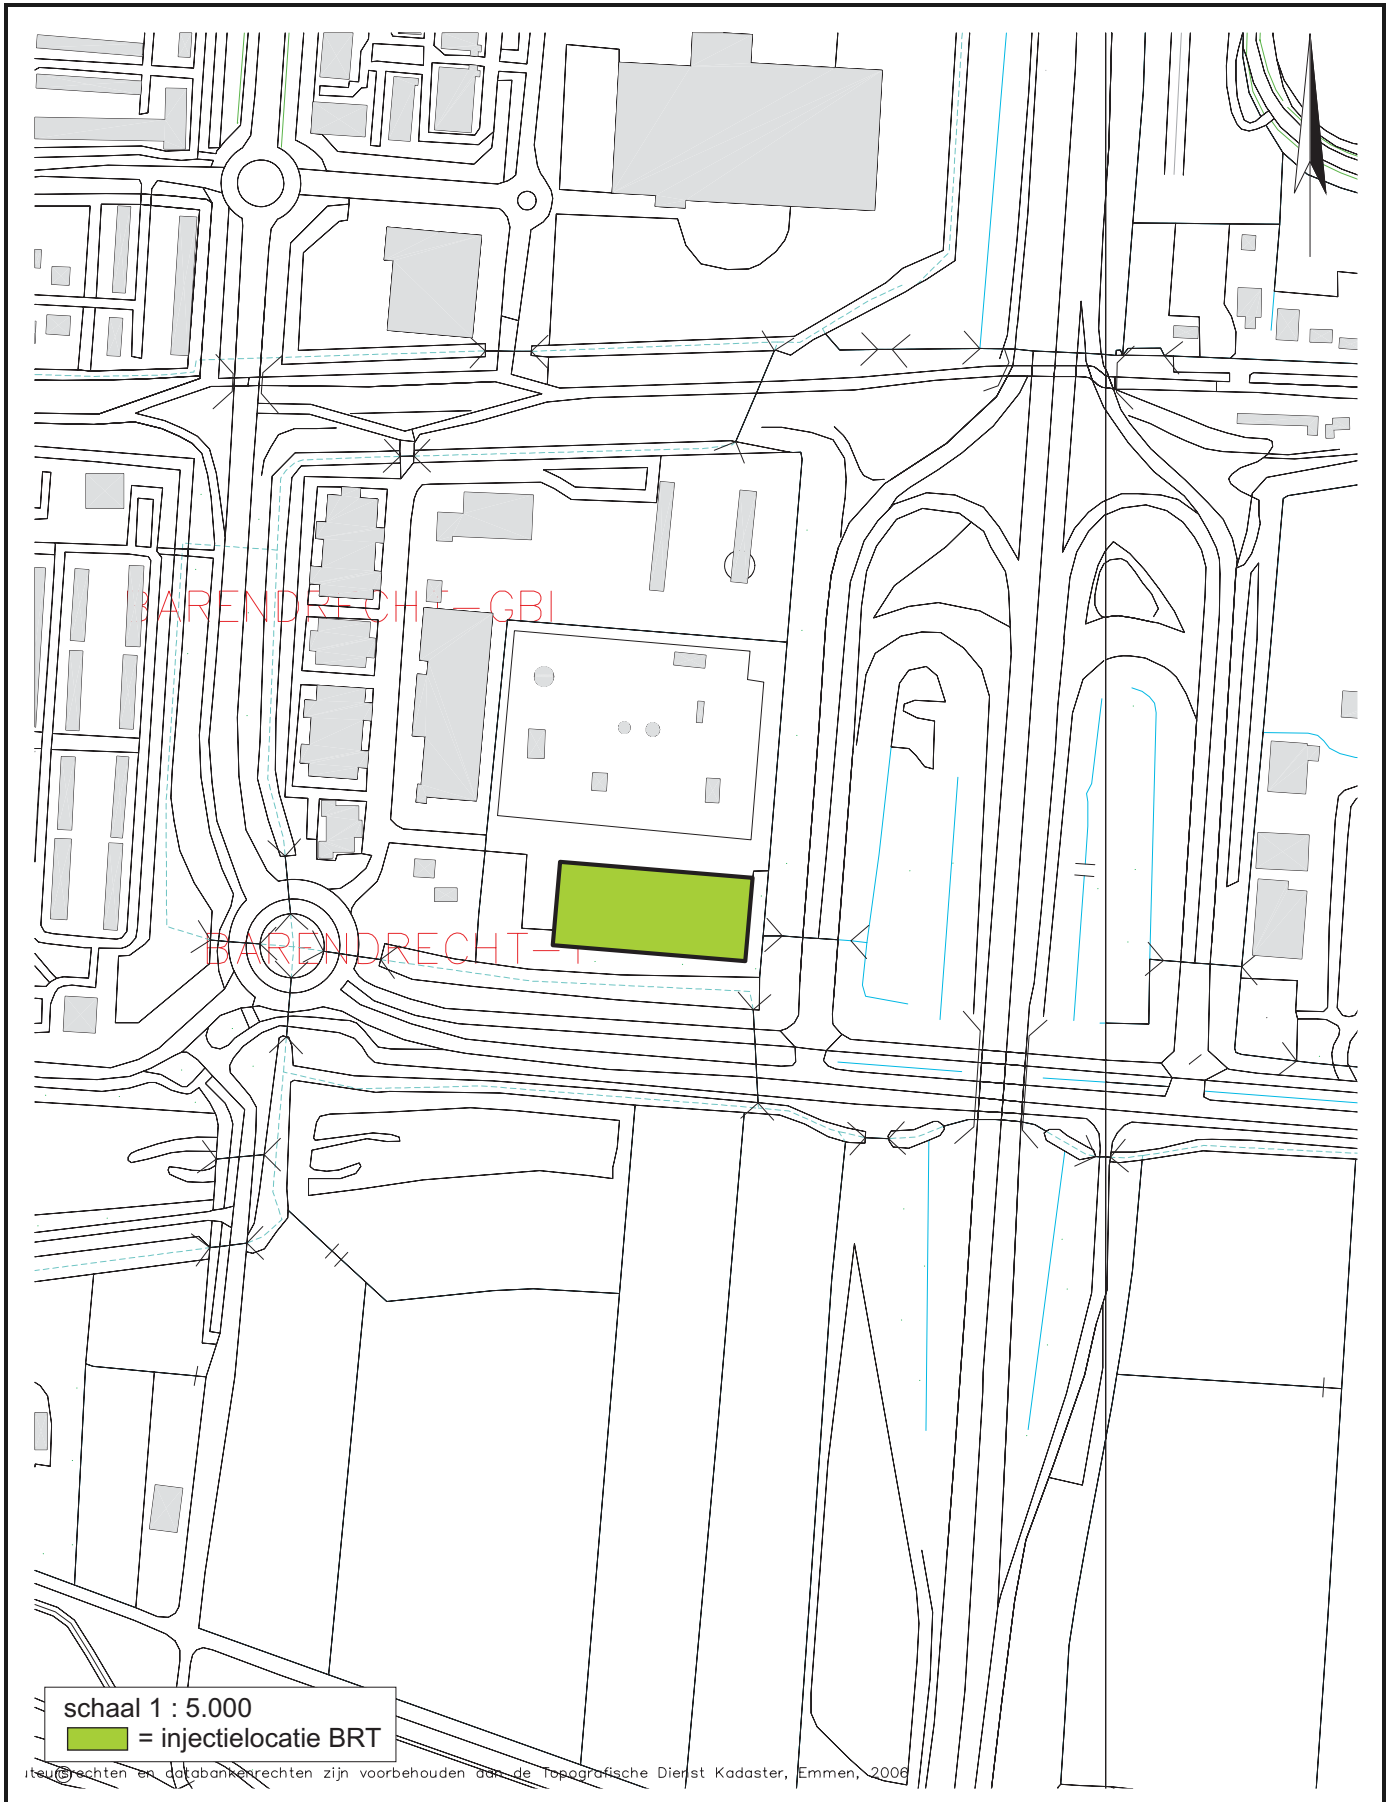 BARENDRECHT-GBI
BARENDRECHT-1
schaal 1 : 5.000
= injectielocatie BRT
uteursrechten en databankenrechten zijn voorbehouden aan de Topografische Dienst Kadaster, Emmen, 2006
©